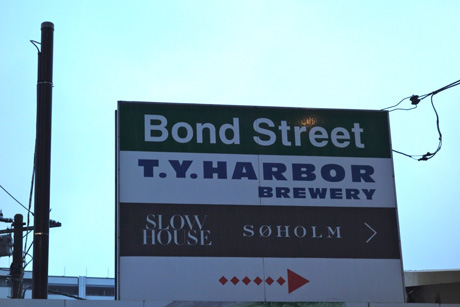 Bond Street
T.Y.HARBOR
BREWERY
SLOW
HOUSE
SØHOLM